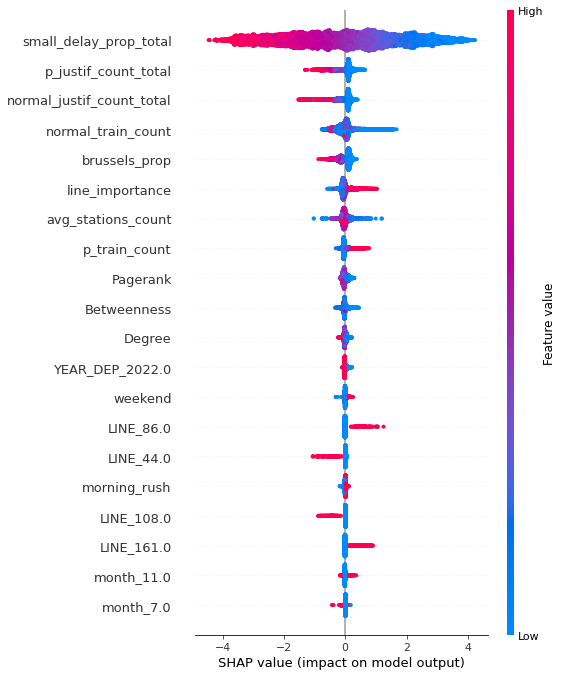 High
small_delay_prop_total
p_justif_count_total
normal_justif_count_total
normal_train_count
brussels_prop
line_importance
avg_stations_count
p_train_count
Pagerank
Betweenness
Degree
YEAR_DEP_2022.0
weekend
LINE_86.0
LINE_44.0
morning_rush
LINE_108.0
LINE_161.0
month_11.0
month_7.0
Feature value
Low
−4 −2 0 2 4
SHAP value (impact on model output)